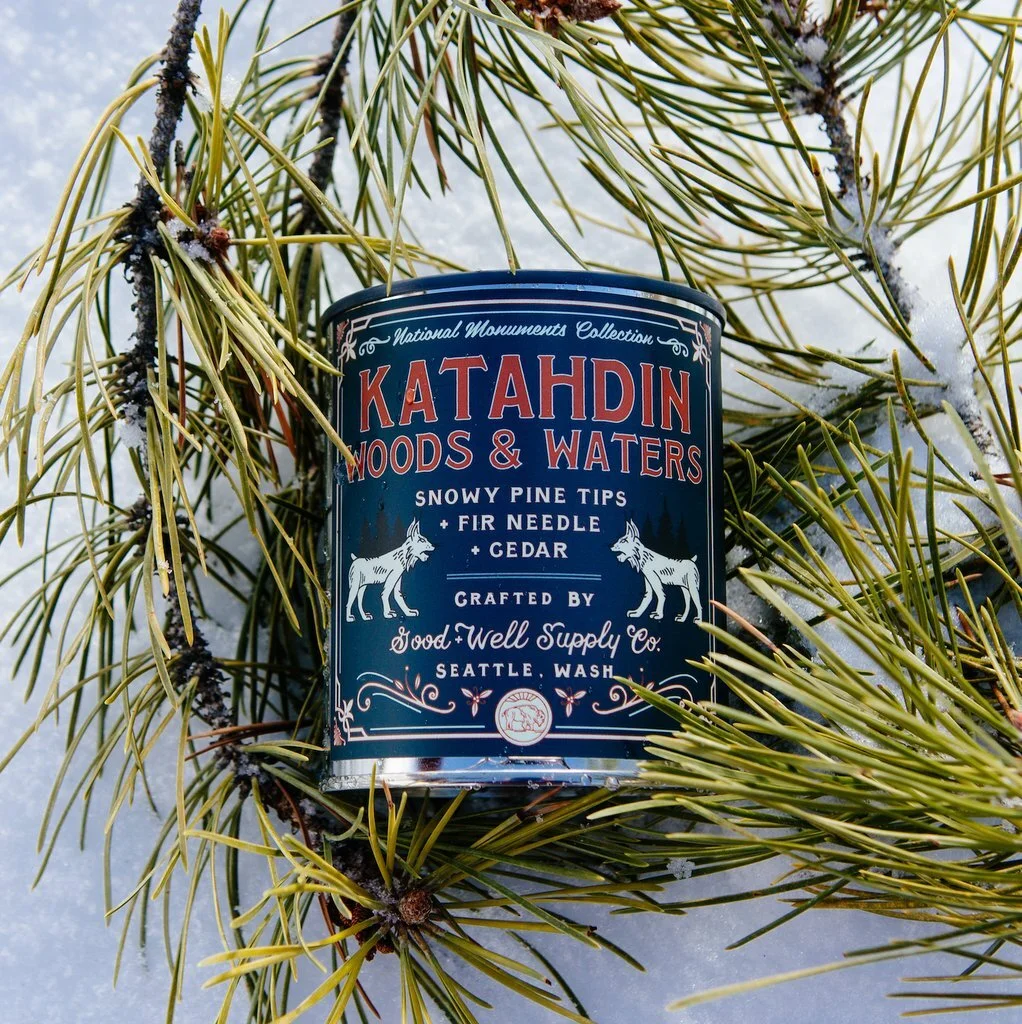 National Monuments Collection
KATAHDIN
WOODS & WATERS
SNOWY PINE TIPS
+ FIR NEEDLE
+ CEDAR
CRAFTED BY
Good + Well Supply Co.
SEATTLE, WASH